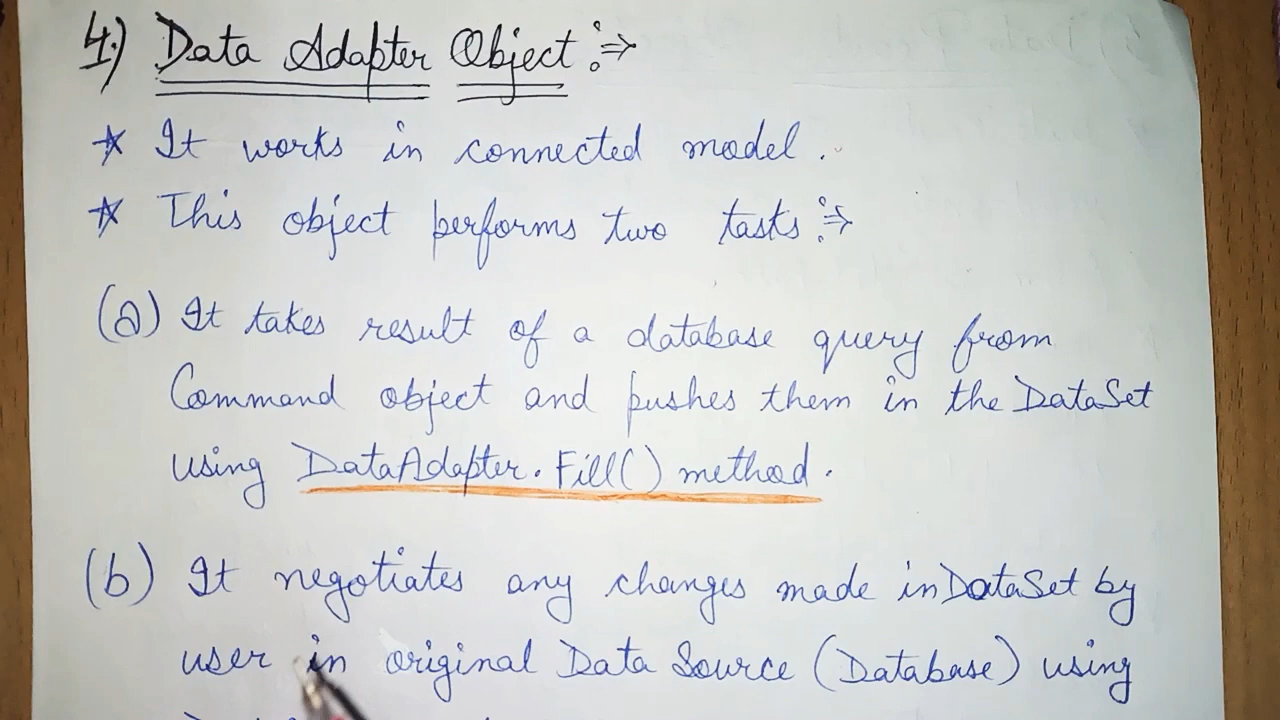 4.) Data Adapter Object :⇒
★ It works in connected model.
★ This object performs two tasks :⇒
(a) It takes result of a database query from
Command object and pushes them in the DataSet
using DataAdapter.Fill() method.
(b) It negotiates any changes made in DataSet by
user in original Data Source (Database) using